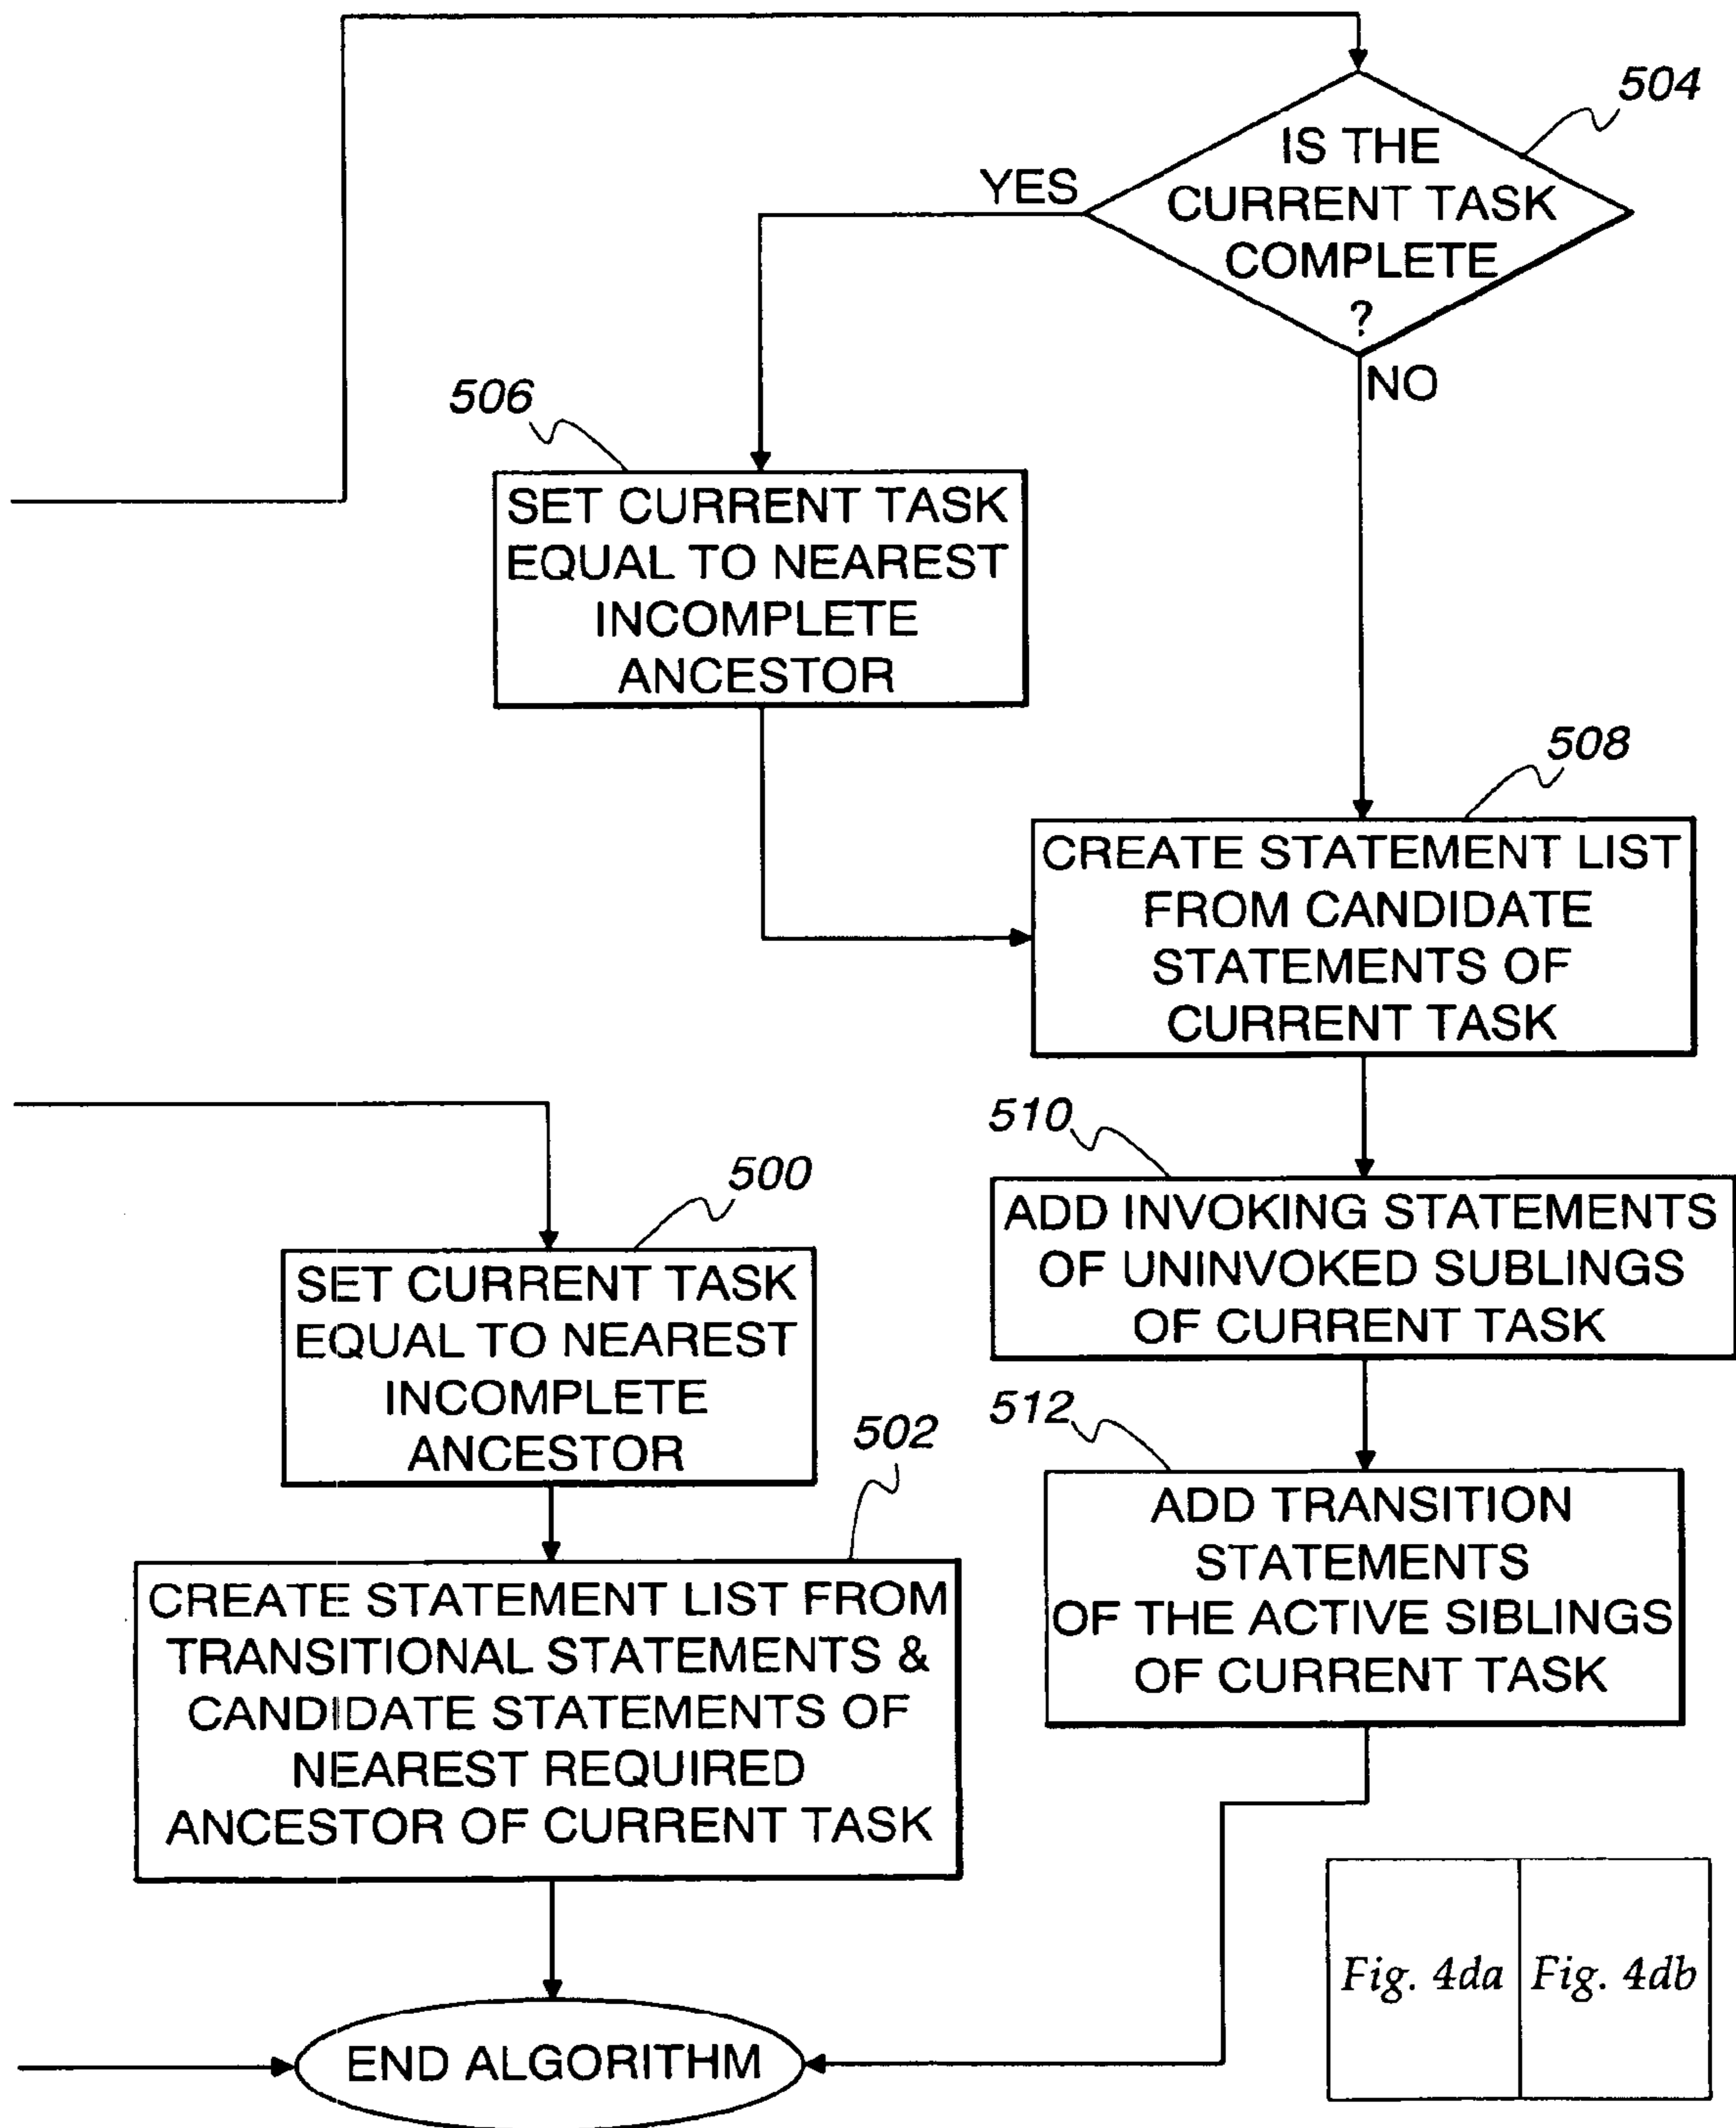 504
IS THE
CURRENT TASK
COMPLETE
?
YES
NO
506
SET CURRENT TASK
EQUAL TO NEAREST
INCOMPLETE
ANCESTOR
508
CREATE STATEMENT LIST
FROM CANDIDATE
STATEMENTS OF
CURRENT TASK
510
ADD INVOKING STATEMENTS
OF UNINVOKED SUBLINGS
OF CURRENT TASK
500
SET CURRENT TASK
EQUAL TO NEAREST
INCOMPLETE
ANCESTOR
512
ADD TRANSITION
STATEMENTS
OF THE ACTIVE SIBLINGS
OF CURRENT TASK
502
CREATE STATEMENT LIST FROM
TRANSITIONAL STATEMENTS &
CANDIDATE STATEMENTS OF
NEAREST REQUIRED
ANCESTOR OF CURRENT TASK
END ALGORITHM
Fig. 4da
Fig. 4db